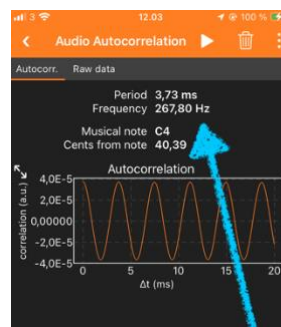 3 12.03 100 %
Audio Autocorrelation
Autocorr. Raw data
Period 3,73 ms
Frequency 267,80 Hz
Musical note C4
Cents from note 40,39
Autocorrelation
4,0E-5
2,0E-5
0,00000
-2,0E-5
-4,0E-5
correlation (a.u.)
0 5 10 15 20
Δt (ms)